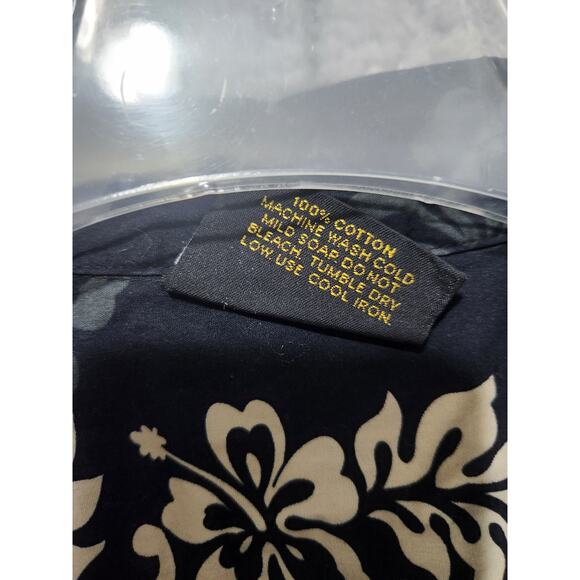 100% COTTON
MACHINE WASH COLD
MILD SOAP DO NOT
BLEACH. TUMBLE DRY
LOW. USE COOL IRON.